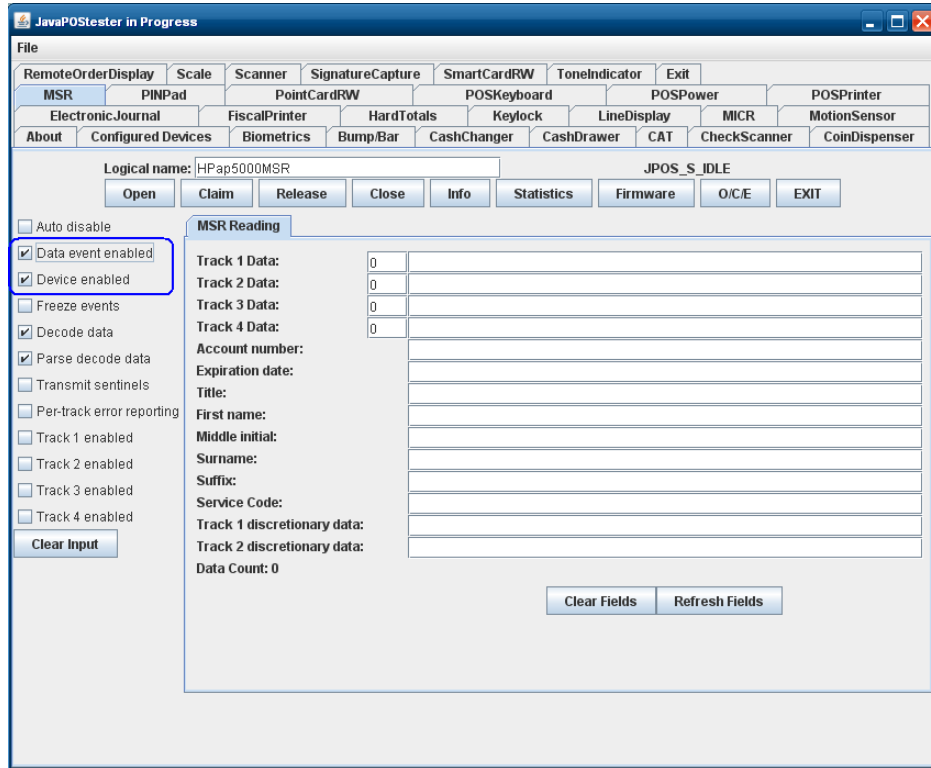 JavaPOStester in Progress
File
RemoteOrderDisplay Scale Scanner SignatureCapture SmartCardRW ToneIndicator Exit
MSR PINPad PointCardRW POSKeyboard POSPower POSPrinter
ElectronicJournal FiscalPrinter HardTotals Keylock LineDisplay MICR MotionSensor
About Configured Devices Biometrics Bump/Bar CashChanger CashDrawer CAT CheckScanner CoinDispenser
Logical name: HPap5000MSR JPOS_S_IDLE
Open Claim Release Close Info Statistics Firmware O/C/E EXIT
Auto disable
Data event enabled
Device enabled
Freeze events
Decode data
Parse decode data
Transmit sentinels
Per-track error reporting
Track 1 enabled
Track 2 enabled
Track 3 enabled
Track 4 enabled
Clear Input
MSR Reading
Track 1 Data: 0
Track 2 Data: 0
Track 3 Data: 0
Track 4 Data: 0
Account number:
Expiration date:
Title:
First name:
Middle initial:
Surname:
Suffix:
Service Code:
Track 1 discretionary data:
Track 2 discretionary data:
Data Count: 0
Clear Fields Refresh Fields